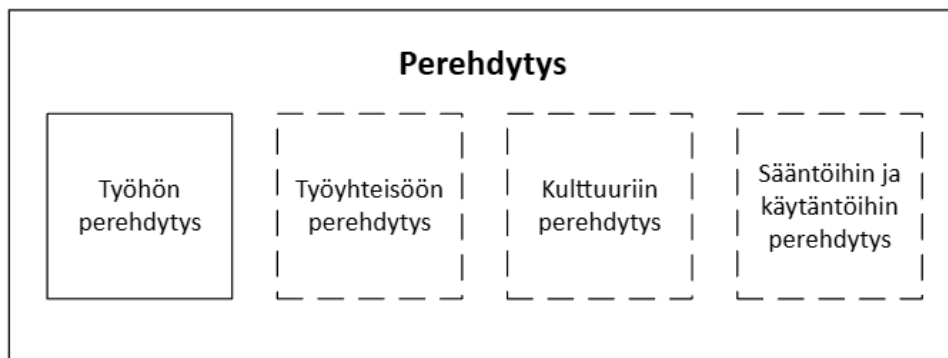 Perehdytys
Työhön
perehdytys
Työyhteisöön
perehdytys
Kulttuuriin
perehdytys
Sääntöihin ja
käytäntöihin
perehdytys